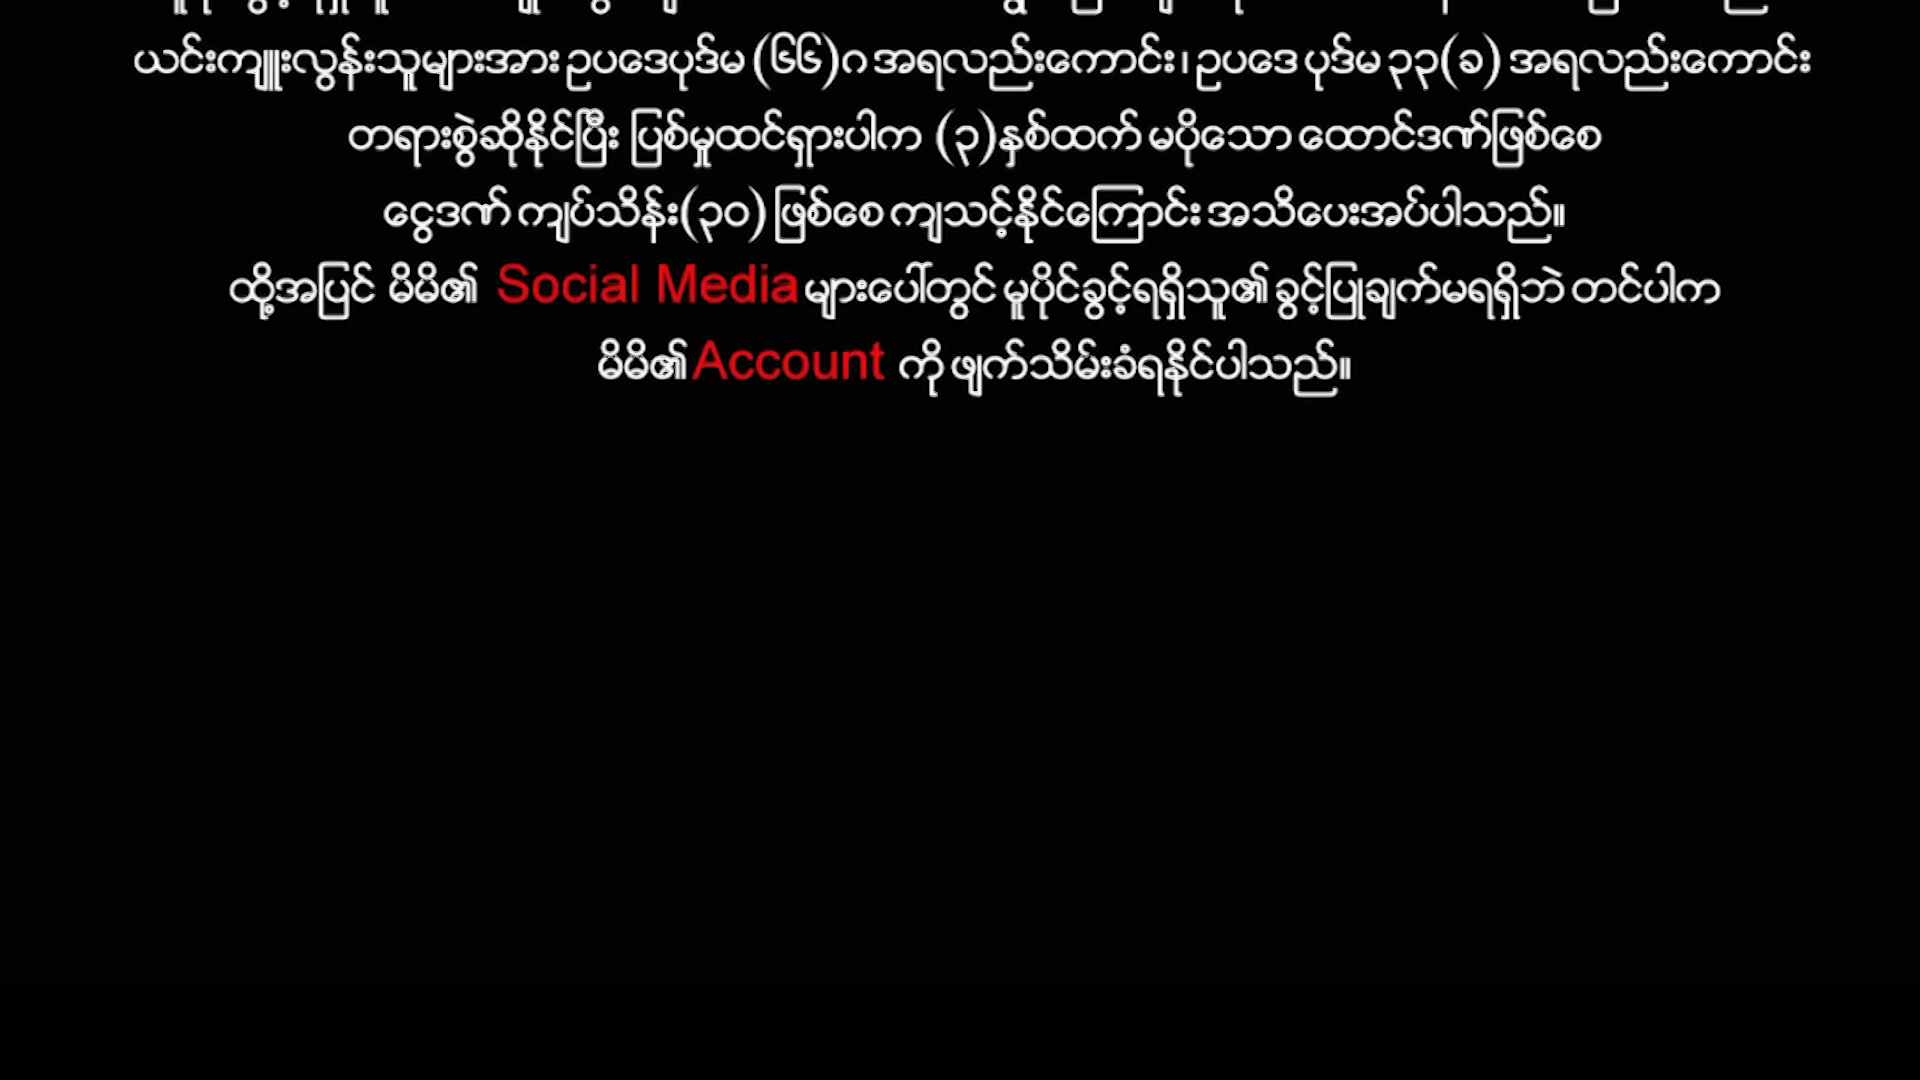 ယင်းကျူးလွန်းသူများအား ဥပဒေပုဒ်မ (၆၆)ဂ အရလည်းကောင်း ၊ ဥပဒေ ပုဒ်မ ၃၃(ခ) အရလည်းကောင်း
တရားစွဲဆိုနိုင်ပြီး ပြစ်မှုထင်ရှားပါက (၃)နှစ်ထက် မပိုသော ထောင်ဒဏ်ဖြစ်စေ
ငွေဒဏ် ကျပ်သိန်း(၃၀) ဖြစ်စေ ကျသင့်နိုင်ကြောင်း အသိပေးအပ်ပါသည်။
ထို့အပြင် မိမိ၏ Social Media များပေါ်တွင် မူပိုင်ခွင့်ရရှိသူ၏ ခွင့်ပြုချက်မရရှိဘဲ တင်ပါက
မိမိ၏ Account ကို ဖျက်သိမ်းခံရနိုင်ပါသည်။